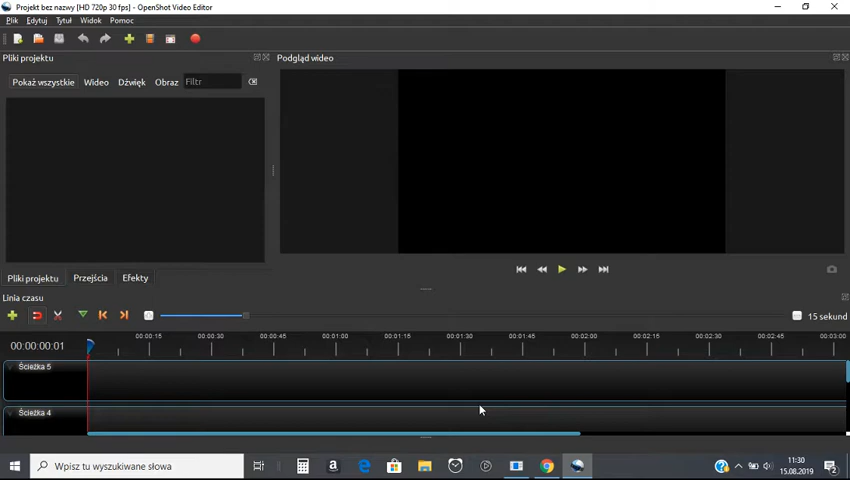 Projekt bez nazwy [HD 720p 30 fps] - OpenShot Video Editor
Plik Edytuj Tytuł Widok Pomoc
Pliki projektu
Podgląd wideo
Pokaż wszystkie Wideo Dźwięk Obraz Filtr
Pliki projektu Przejścia Efekty
Linia czasu
15 sekund
00:00:00:01
00:00:15 00:00:30 00:00:45 00:01:00 00:01:15 00:01:30 00:01:45 00:02:00 00:02:15 00:02:30 00:02:45 00:03:00
Ścieżka 5
Ścieżka 4
Wpisz tu wyszukiwane słowa
11:30
15.08.2019
2